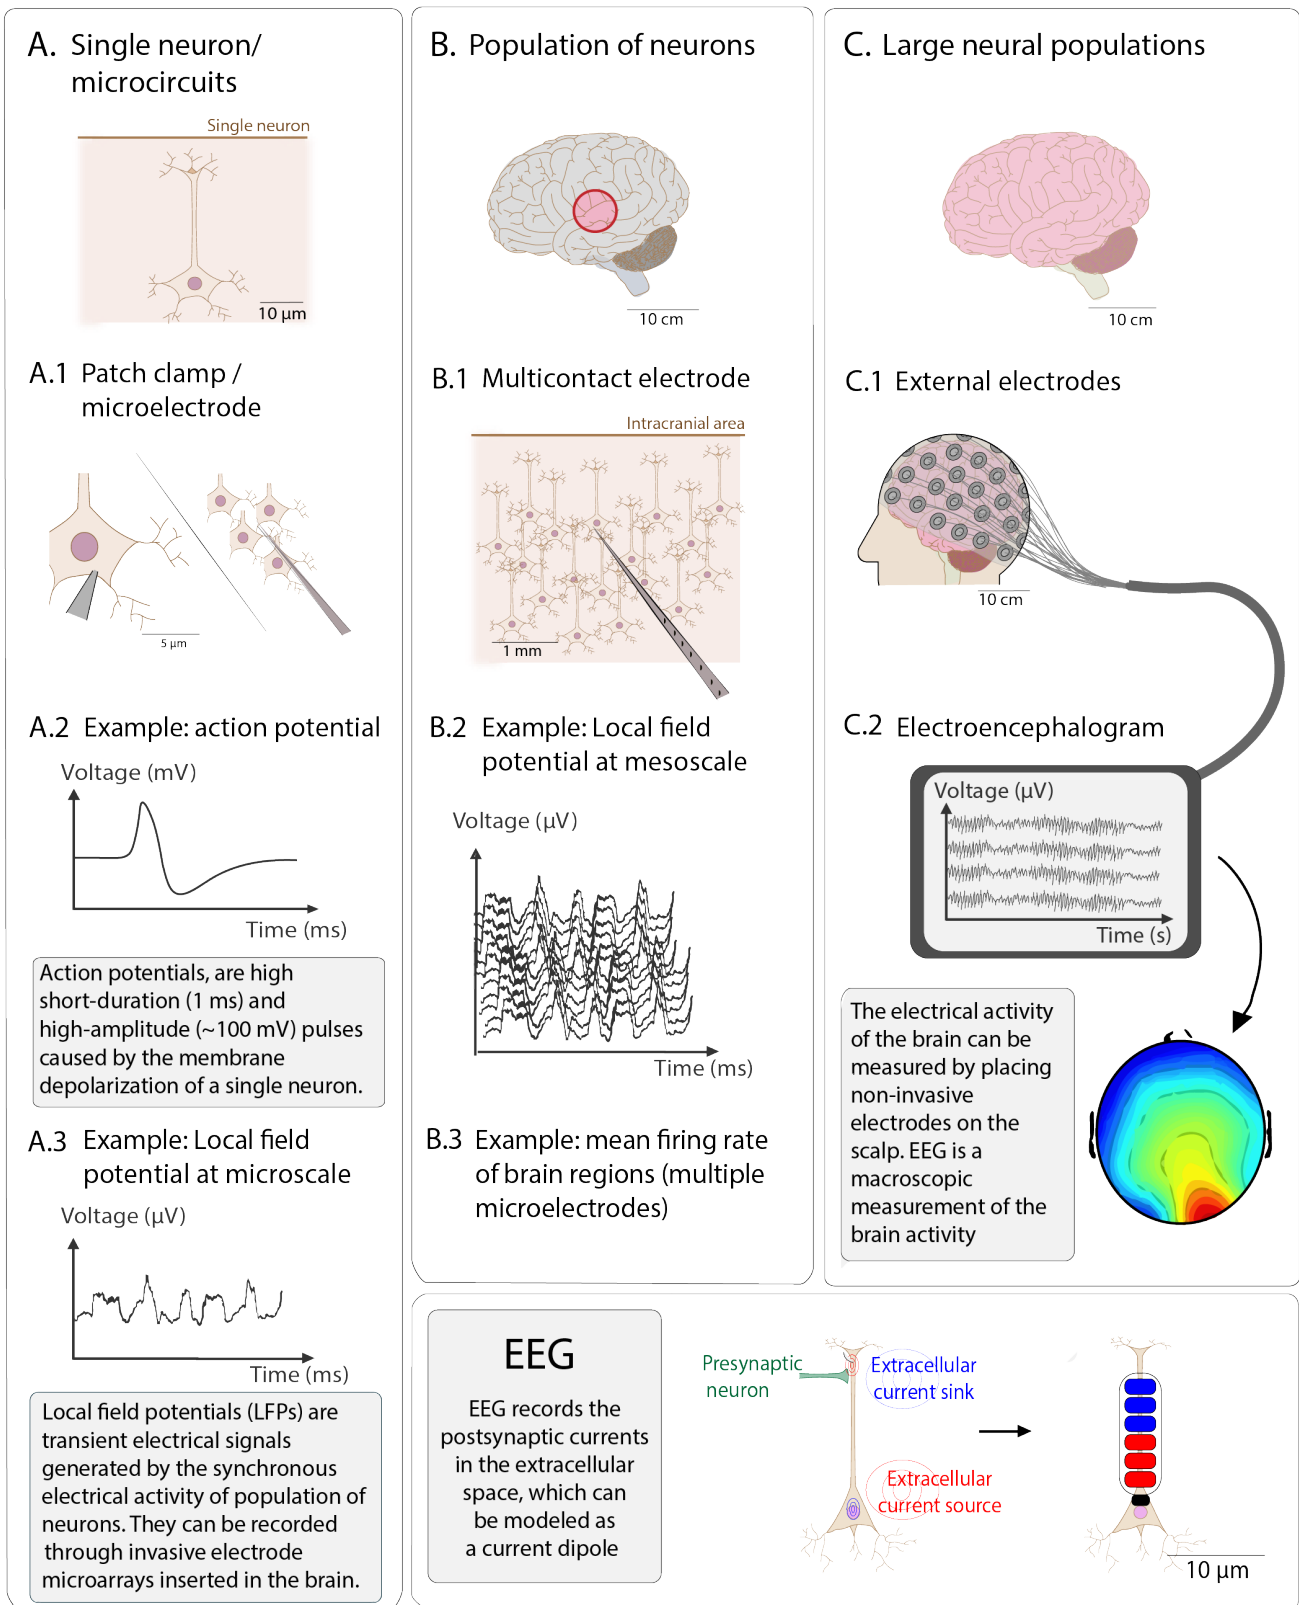 A. Single neuron/
microcircuits
Single neuron
10 µm
A.1 Patch clamp /
microelectrode
5 µm
A.2 Example: action potential
Voltage (mV)
Time (ms)
Action potentials, are high
short-duration (1 ms) and
high-amplitude (~100 mV) pulses
caused by the membrane
depolarization of a single neuron.
A.3 Example: Local field
potential at microscale
Voltage (µV)
Time (ms)
Local field potentials (LFPs) are
transient electrical signals
generated by the synchronous
electrical activity of population of
neurons. They can be recorded
through invasive electrode
microarrays inserted in the brain.
B. Population of neurons
10 cm
B.1 Multicontact electrode
Intracranial area
1 mm
B.2 Example: Local field
potential at mesoscale
Voltage (µV)
Time (ms)
B.3 Example: mean firing rate
of brain regions (multiple
microelectrodes)
C. Large neural populations
10 cm
C.1 External electrodes
10 cm
C.2 Electroencephalogram
Voltage (µV)
Time (s)
The electrical activity
of the brain can be
measured by placing
non-invasive
electrodes on the
scalp. EEG is a
macroscopic
measurement of the
brain activity
EEG
EEG records the
postsynaptic currents
in the extracellular
space, which can
be modeled as
a current dipole
Presynaptic
neuron
Extracellular
current sink
Extracellular
current source
10 µm